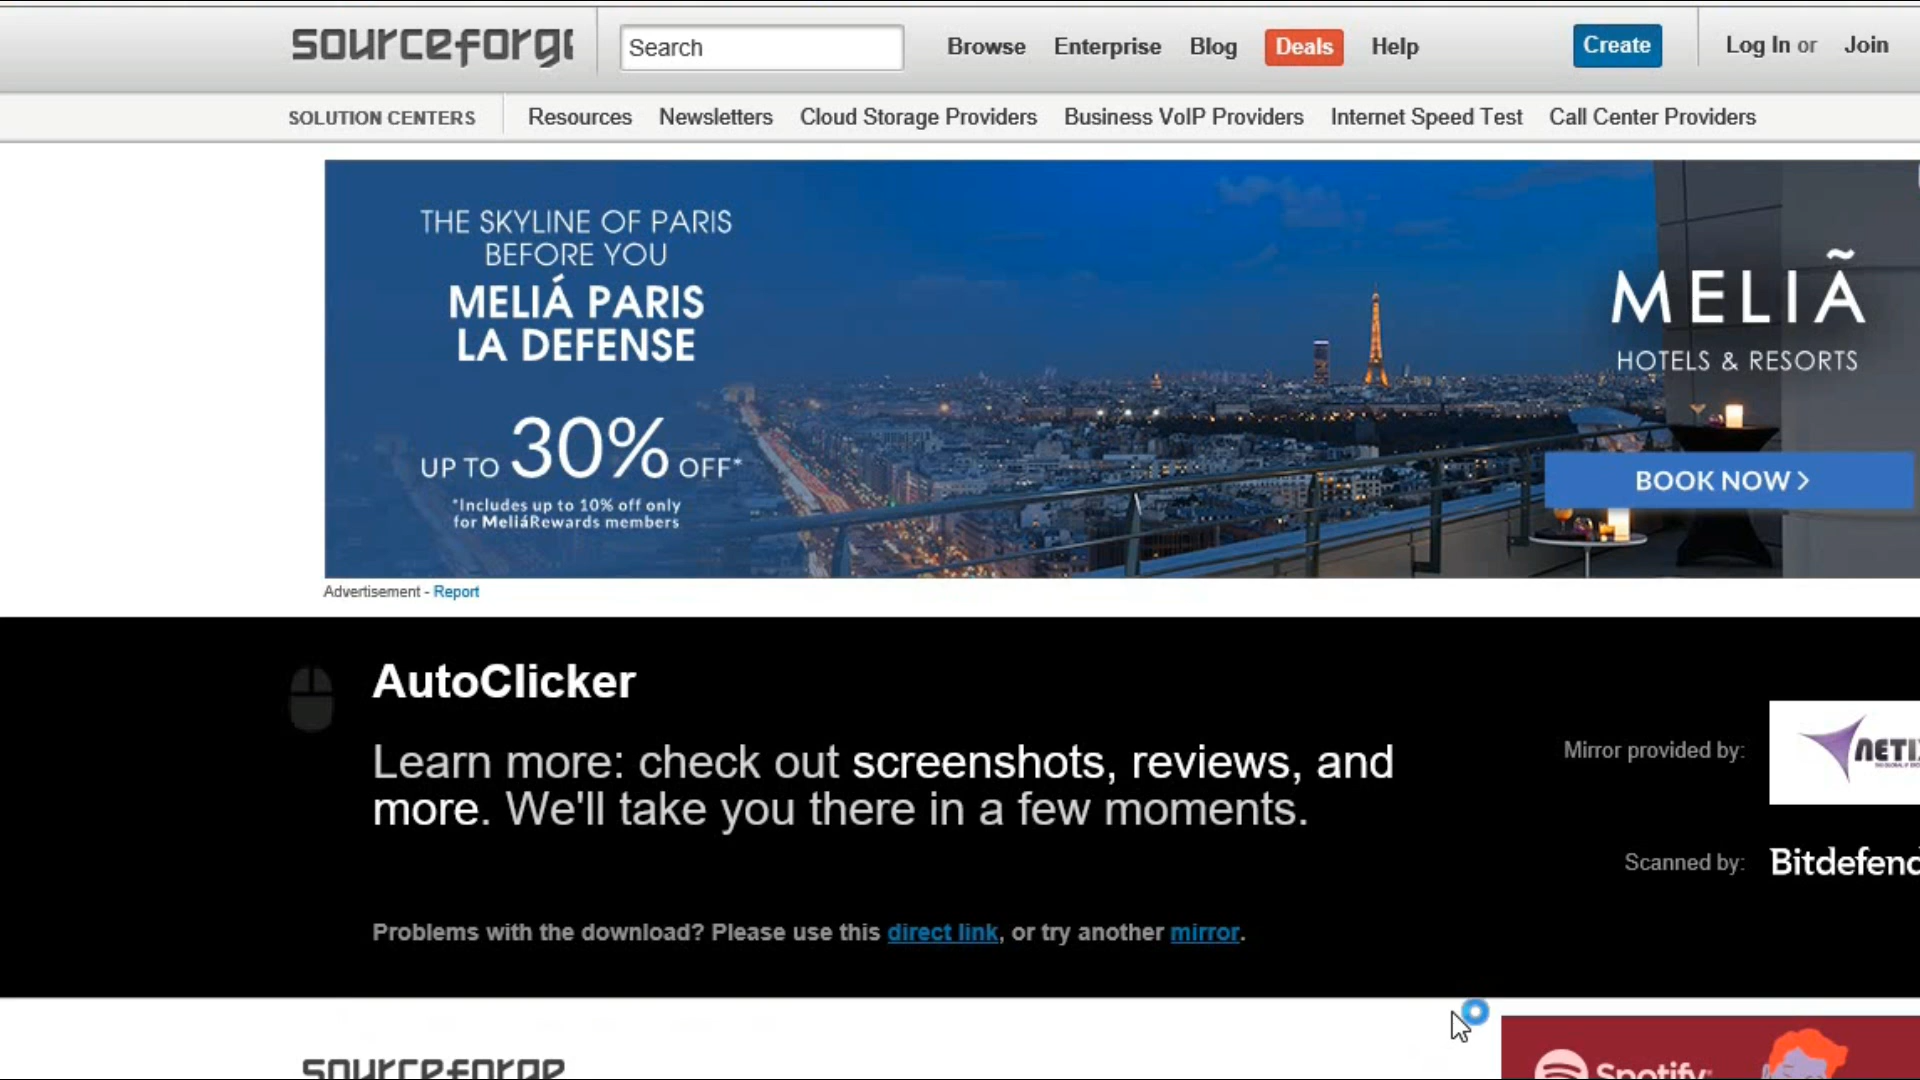 sourceforge
Search
Browse
Enterprise
Blog
Deals
Help
Create
Log In or Join
SOLUTION CENTERS
Resources
Newsletters
Cloud Storage Providers
Business VoIP Providers
Internet Speed Test
Call Center Providers
THE SKYLINE OF PARIS
BEFORE YOU
MELIÁ PARIS
LA DEFENSE
UP TO 30% OFF*
*Includes up to 10% off only
for MeliáRewards members
MELIÃ
HOTELS & RESORTS
BOOK NOW >
Advertisement - Report
AutoClicker
Learn more: check out screenshots, reviews, and
more. We'll take you there in a few moments.
Mirror provided by:
NETI
Scanned by:
Bitdefend
Problems with the download? Please use this direct link, or try another mirror.
sourceforge
Spotify